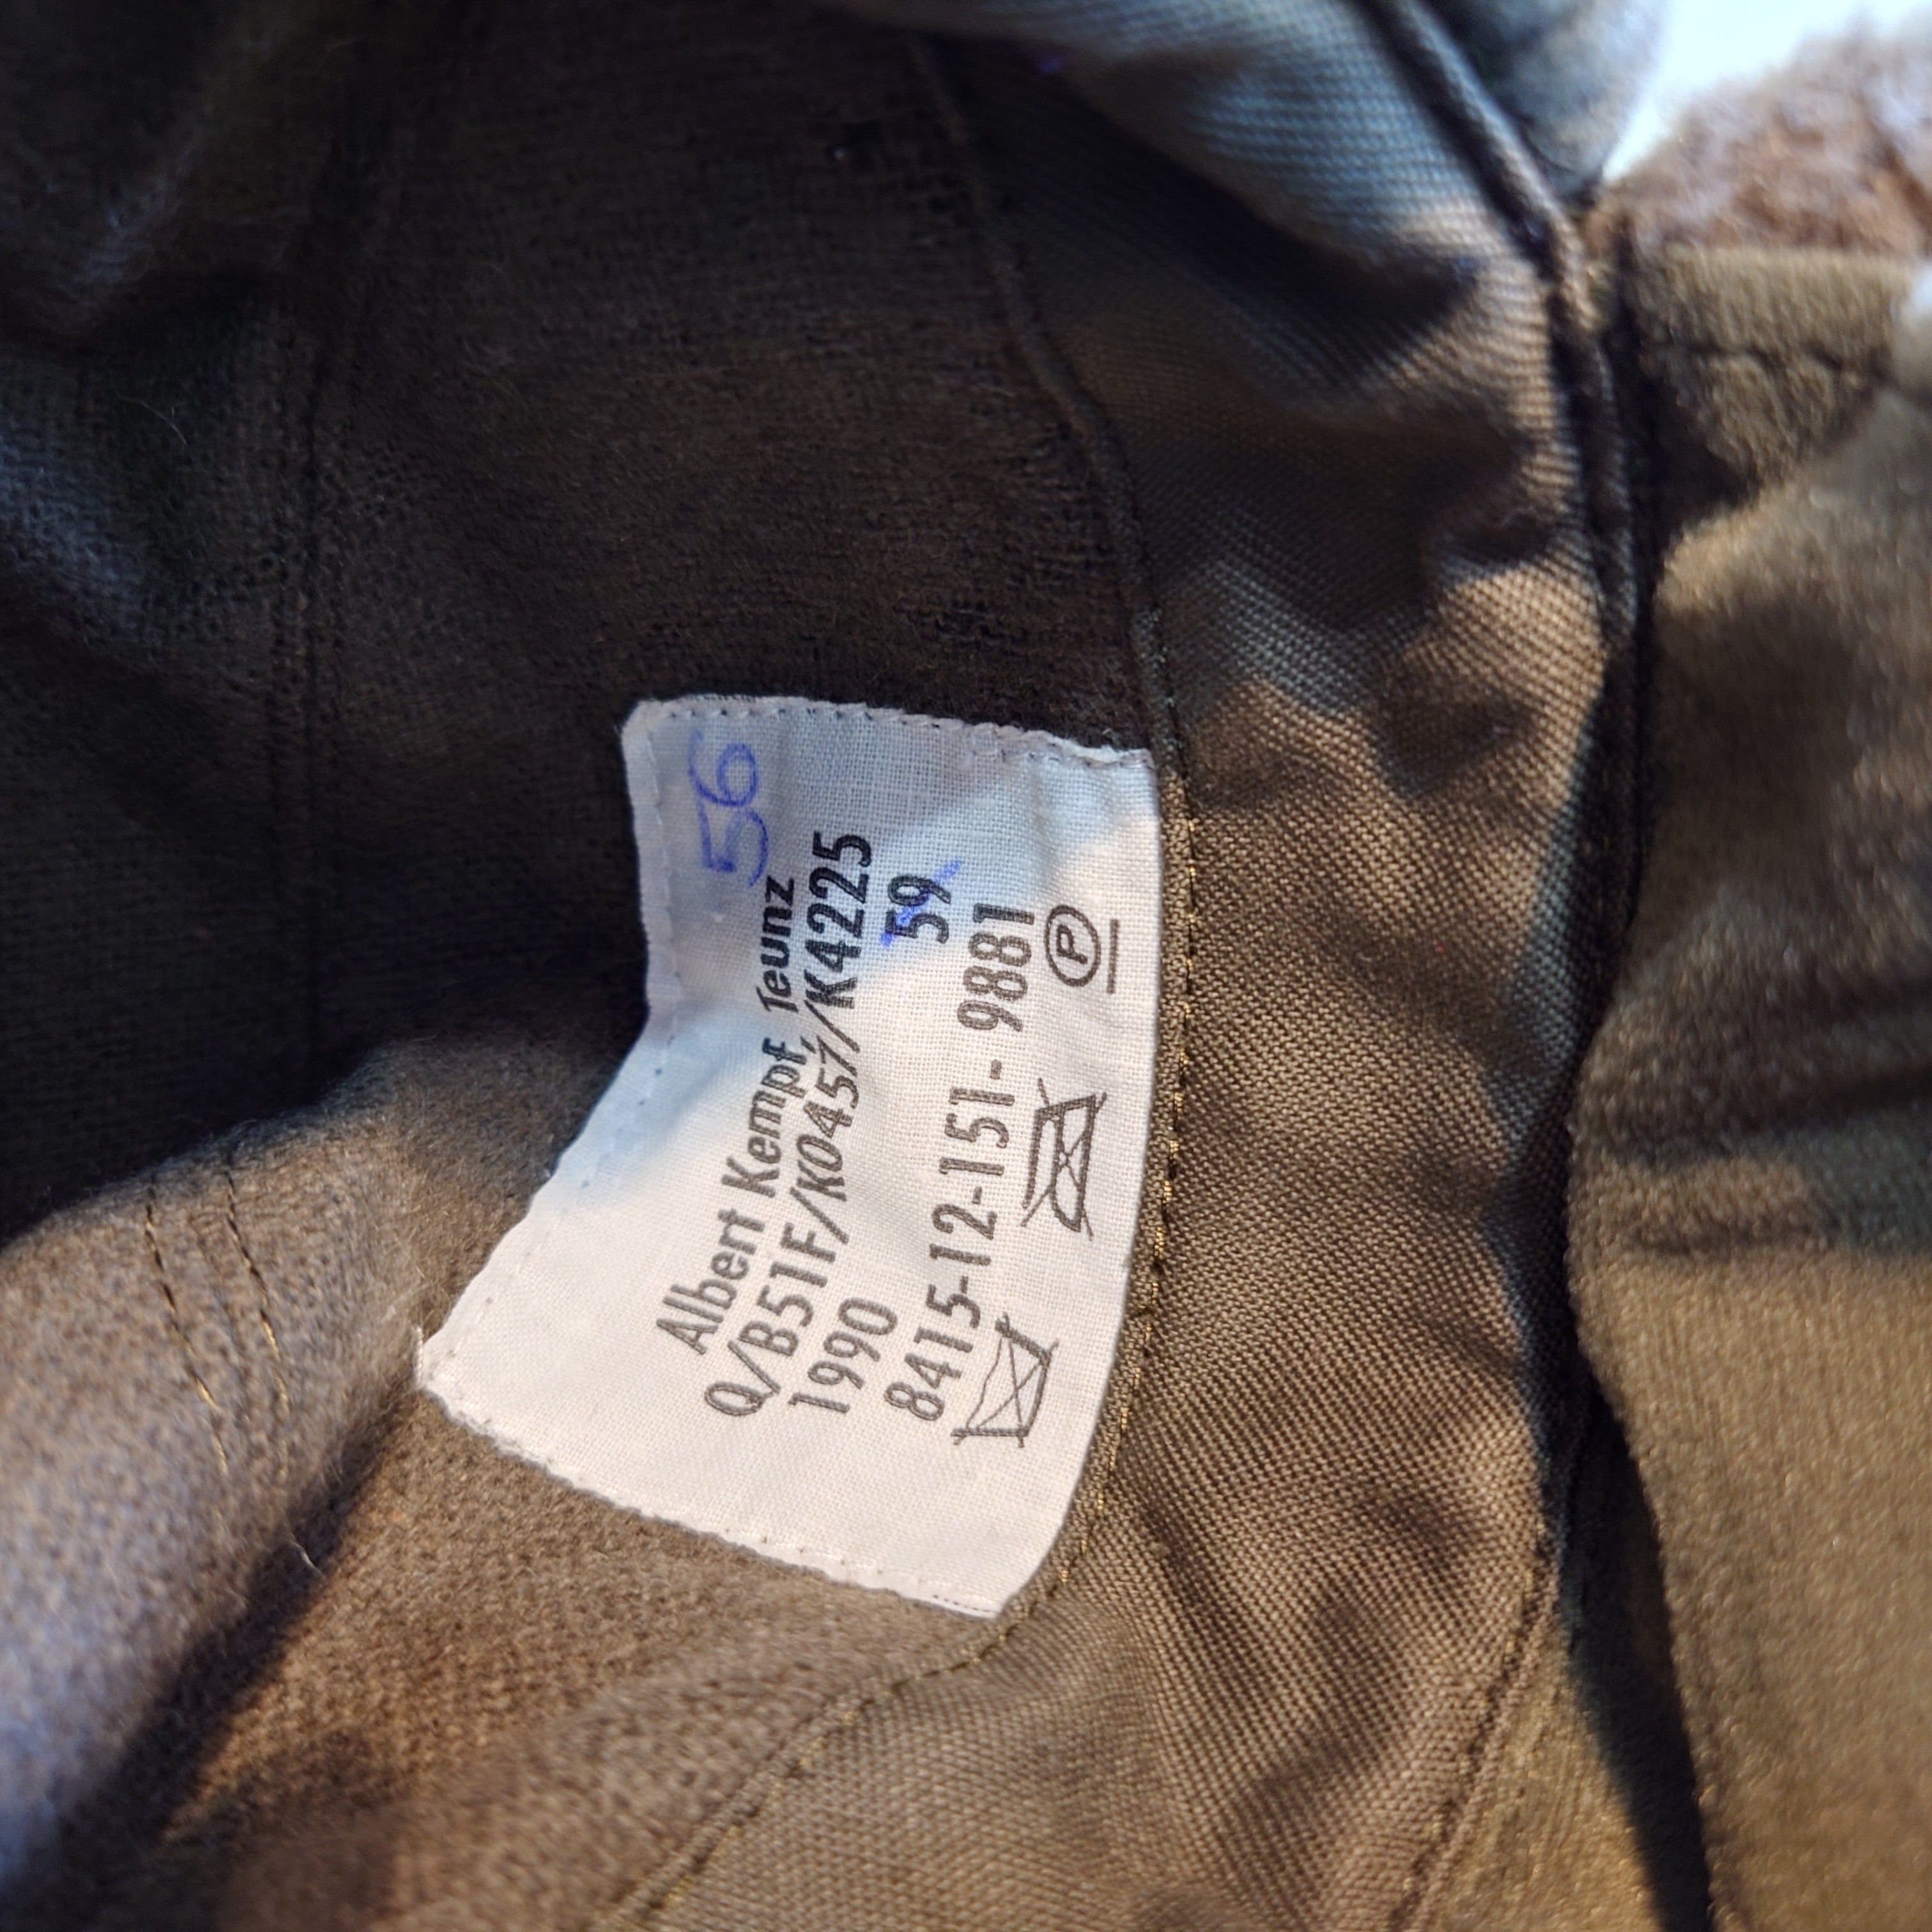 56
Albert Kempf, Teunz
Q/B51F/K0457/K4225
1990 59
8415-12-151-9881
P